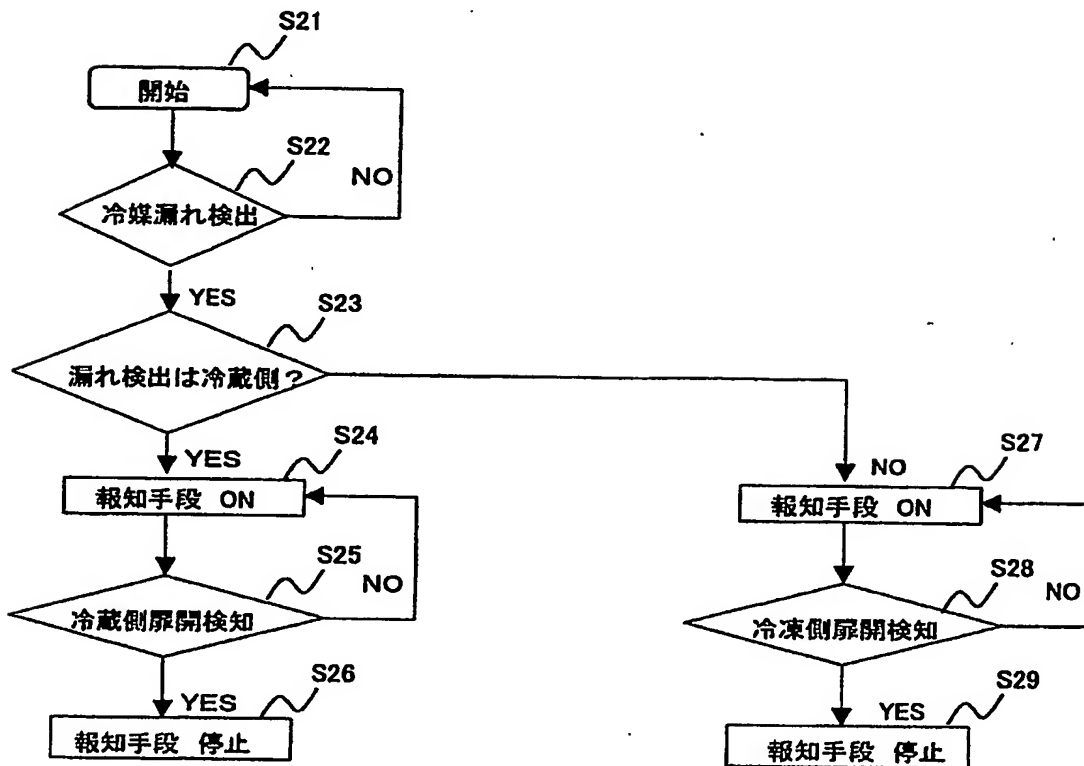 S21
開始
S22
NO
冷媒漏れ検出
YES
S23
漏れ検出は冷蔵側?
S24
YES
報知手段 ON
S25
NO
冷蔵側扉開検知
S26
YES
報知手段 停止
S27
NO
報知手段 ON
S28
NO
冷凍側扉開検知
S29
YES
報知手段 停止